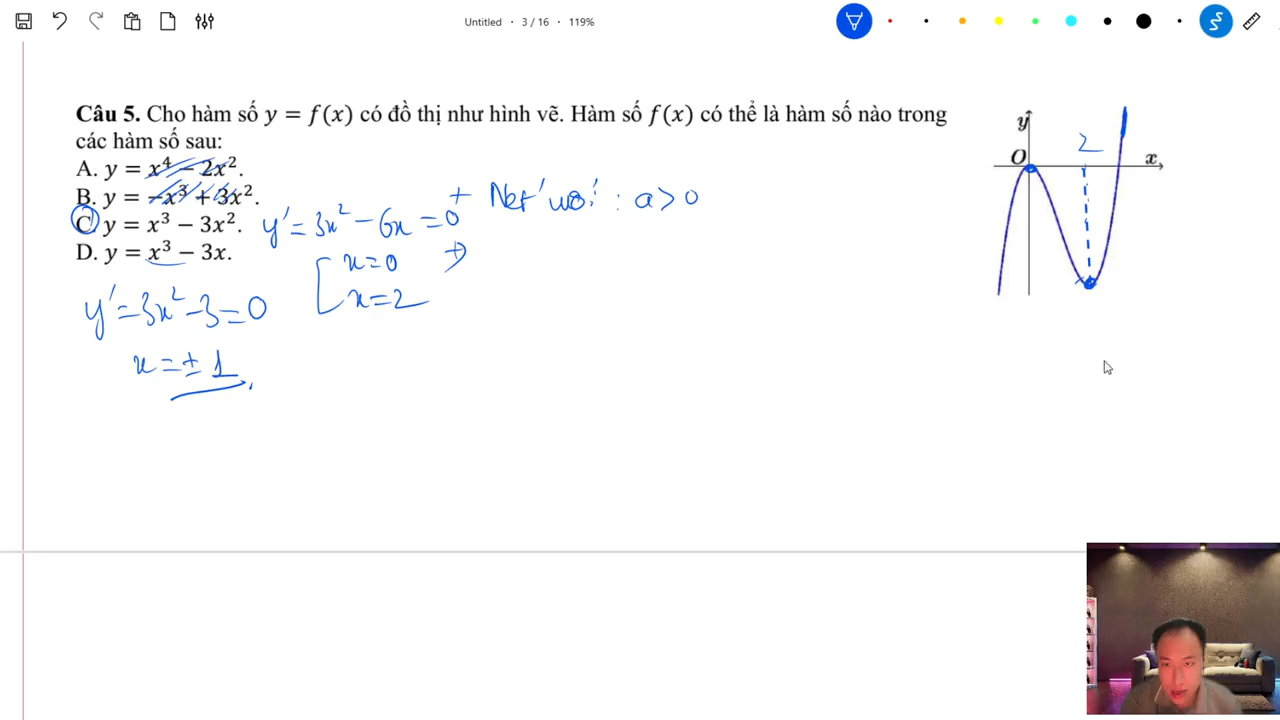 Untitled • 3 / 16 • 119%
Câu 5. Cho hàm số y = f(x) có đồ thị như hình vẽ. Hàm số f(x) có thể là hàm số nào trong
các hàm số sau:
A. y = x⁴ − 2x².
B. y = −x³ + 3x².
C. y = x³ − 3x².
D. y = x³ − 3x.
y' = 3x² − 6x = 0
x = 0
x = 2
+ Nét : a > 0
+
y' = 3x² − 3 = 0
x = ± 1
y
O
2
x